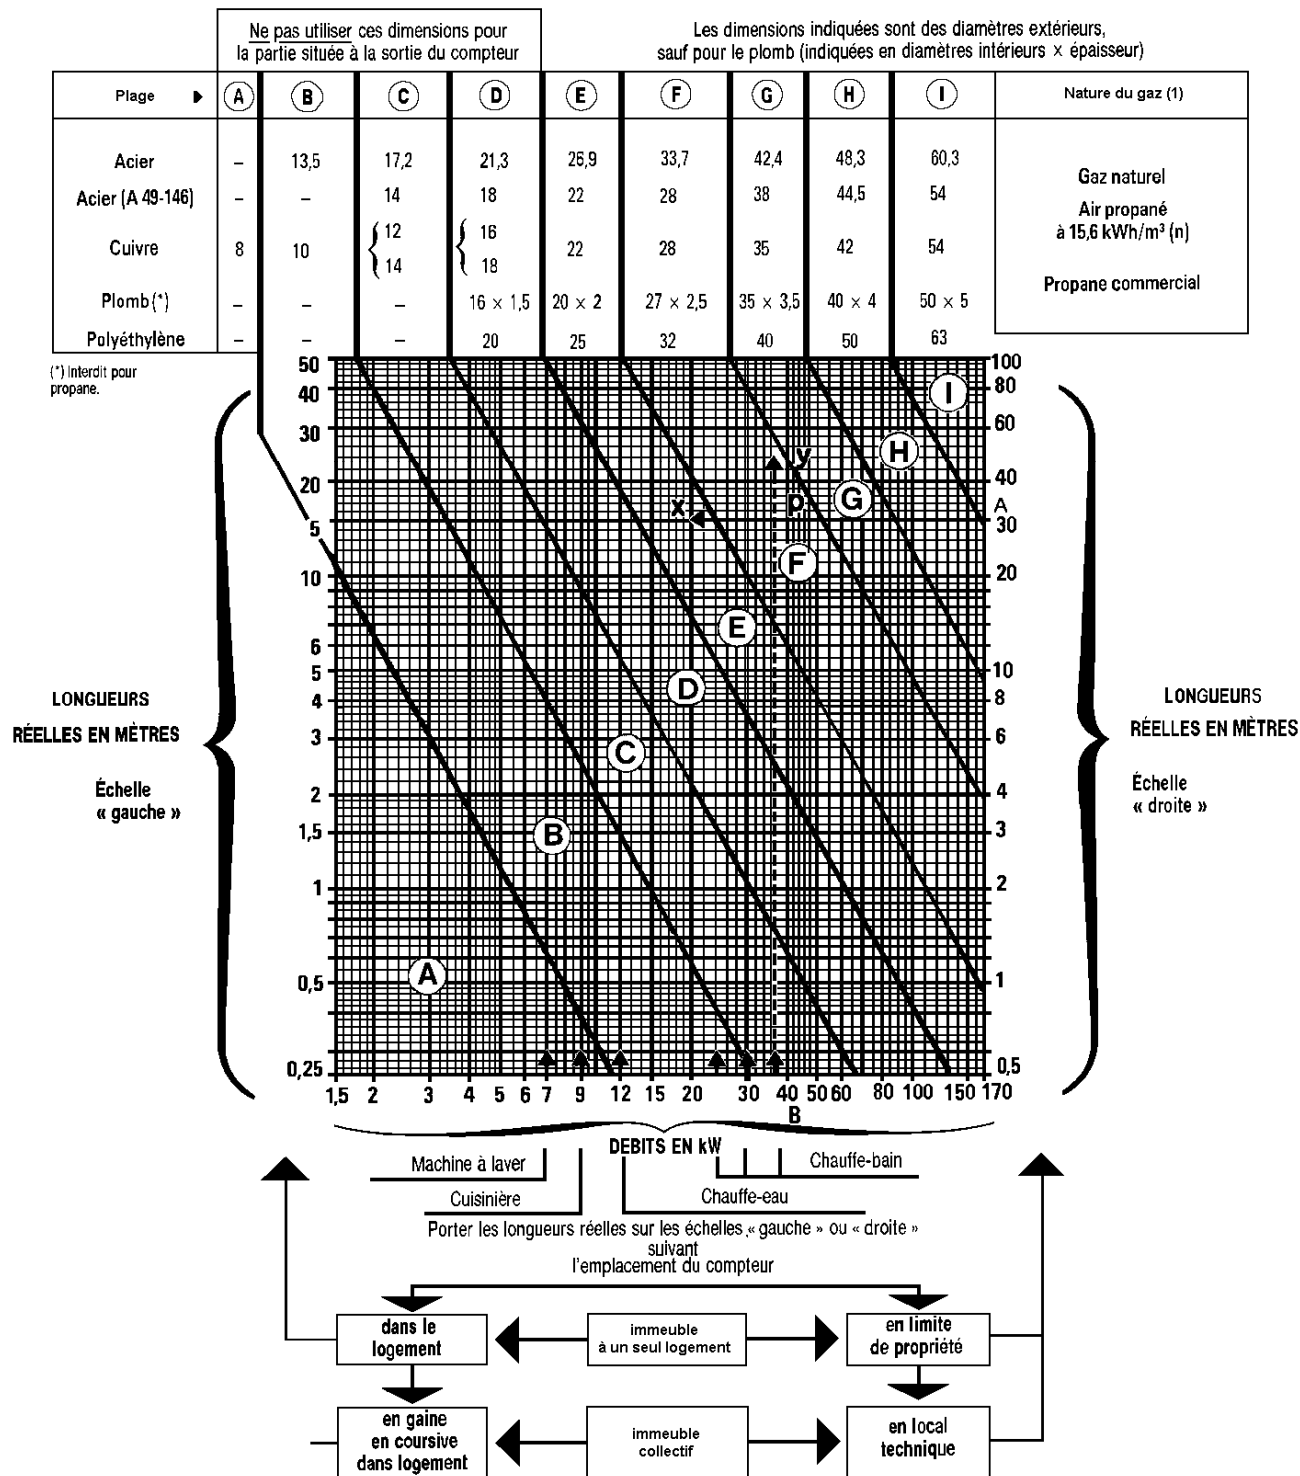 Ne pas utiliser ces dimensions pour
la partie située à la sortie du compteur
Les dimensions indiquées sont des diamètres extérieurs,
sauf pour le plomb (indiquées en diamètres intérieurs × épaisseur)
Plage A B C D E F G H I Nature du gaz (1)
Acier – 13,5 17,2 21,3 26,9 33,7 42,4 48,3 60,3
Acier (A 49-146) – – 14 18 22 28 38 44,5 54
Cuivre 8 10 { 12 14 { 16 18 22 28 35 42 54
Plomb (*) – – – 16 × 1,5 20 × 2 27 × 2,5 35 × 3,5 40 × 4 50 × 5
Polyéthylène – – – 20 25 32 40 50 63
Gaz naturel
Air propané
à 15,6 kWh/m³ (n)
Propane commercial
(*) Interdit pour
propane.
50
40
30
20
5
10
6
5
4
3
2
1,5
1
0,5
0,25
100
80
60
40
A
30
20
10
8
6
4
3
2
1
0,5
I
H
y
G
p
x
F
E
D
C
B
A
LONGUEURS
RÉELLES EN MÈTRES
Échelle
« gauche »
LONGUEURS
RÉELLES EN MÈTRES
Échelle
« droite »
1,5 2 3 4 5 6 7 9 12 15 20 30 40 50 60 80 100 150 170
B
DEBITS EN kW
Machine à laver
Chauffe-bain
Cuisinière
Chauffe-eau
Porter les longueurs réelles sur les échelles « gauche » ou « droite »
suivant
l'emplacement du compteur
dans le
logement
immeuble
à un seul logement
en limite
de propriété
en gaine
en coursive
dans logement
immeuble
collectif
en local
technique